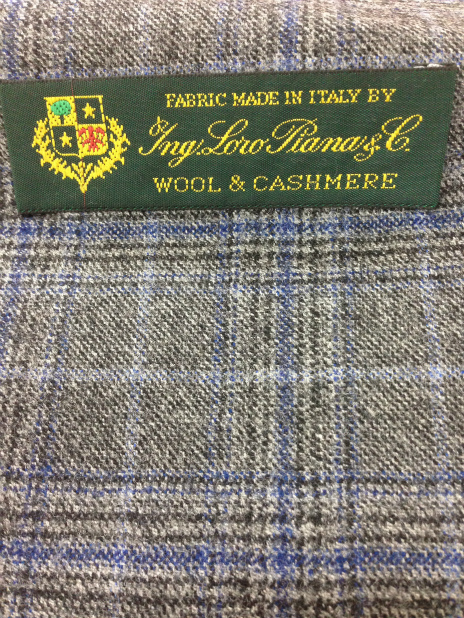 FABRIC MADE IN ITALY BY
Ing. Loro Piana & C.
WOOL & CASHMERE